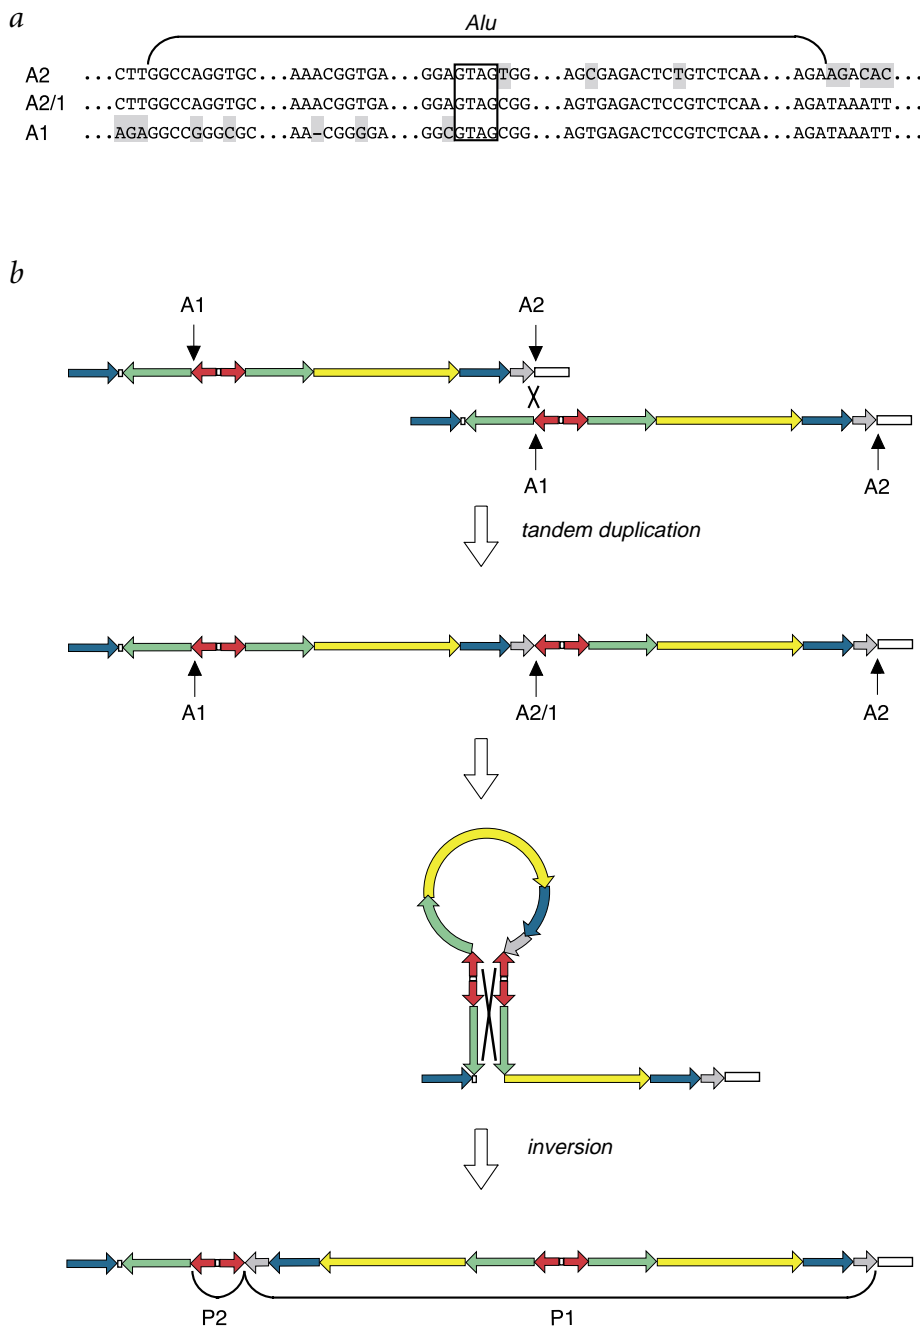 a
Alu
A2 ...CTTGGCCAGGTGC...AAACGGTGA...GGAGTAGTGG...AGCGAGACTCTGTCTCAA...AGAAGACAC...
A2/1 ...CTTGGCCAGGTGC...AAACGGTGA...GGAGTAGCGG...AGTGAGACTCCGTCTCAA...AGATAAATT...
A1 ...AGAGGCCGGGCGC...AA–CGGGGA...GGCGTAGCGG...AGTGAGACTCCGTCTCAA...AGATAAATT...
b
A1 A2
A1 A2
tandem duplication
A1 A2/1 A2
inversion
P2 P1